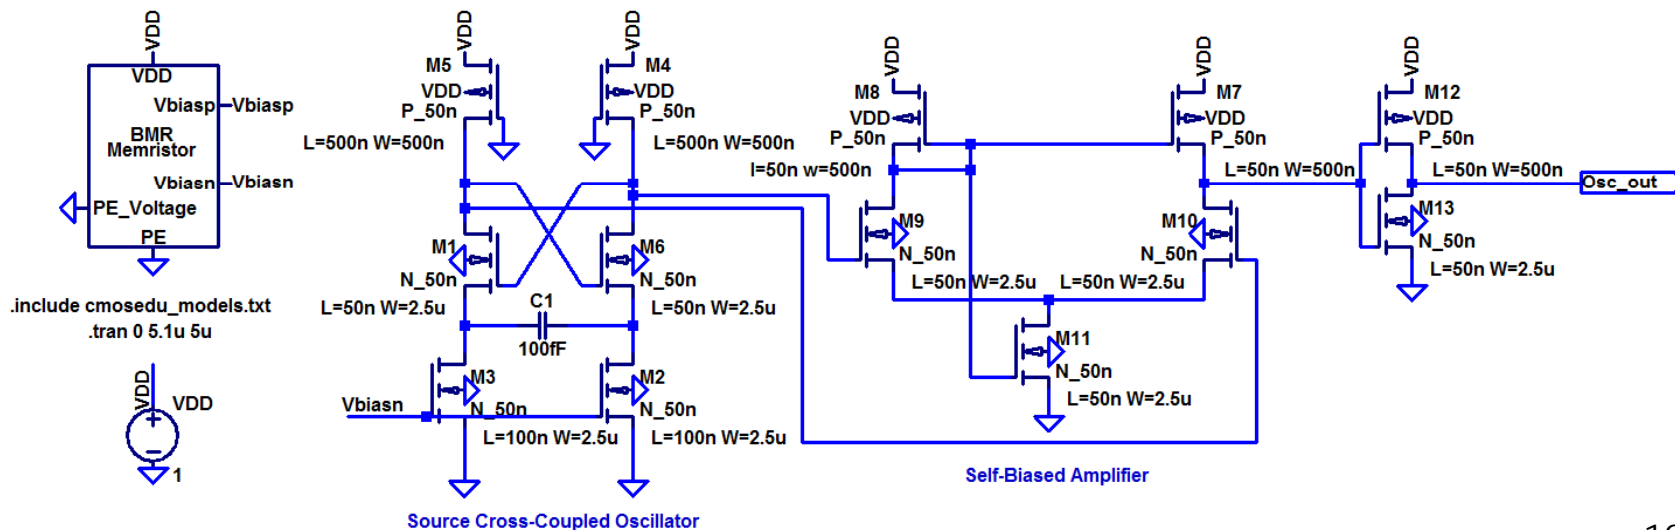 VDD
VDD
Vbiasp
Vbiasp
BMR
Memristor
Vbiasn
Vbiasn
PE_Voltage
PE
.include cmosedu_models.txt
.tran 0 5.1u 5u
VDD
VDD
1
VDD
M5
VDD
P_50n
L=500n W=500n
VDD
M4
VDD
P_50n
L=500n W=500n
M1
N_50n
L=50n W=2.5u
M6
N_50n
L=50n W=2.5u
C1
100fF
M3
N_50n
L=100n W=2.5u
M2
N_50n
L=100n W=2.5u
Vbiasn
Source Cross-Coupled Oscillator
VDD
M8
VDD
P_50n
l=50n w=500n
VDD
M7
VDD
P_50n
L=50n W=500n
M9
N_50n
L=50n W=2.5u
M10
N_50n
L=50n W=2.5u
M11
N_50n
L=50n W=2.5u
Self-Biased Amplifier
VDD
M12
VDD
P_50n
L=50n W=500n
M13
N_50n
L=50n W=2.5u
Osc_out